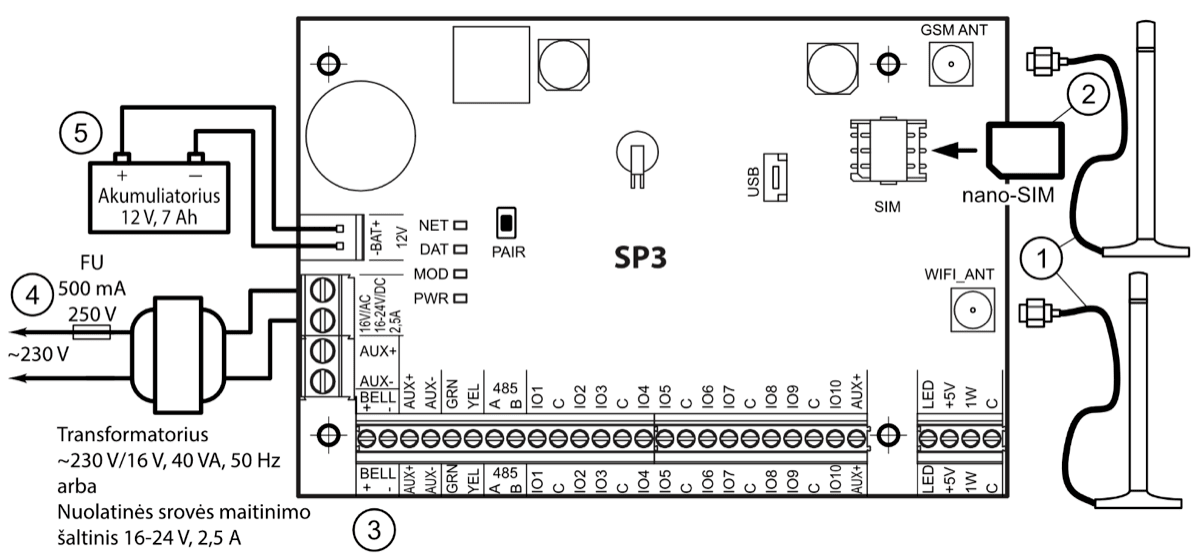 GSM ANT
2
5
+ −
Akumuliatorius
12 V, 7 Ah
-BAT+
12V
NET
DAT
MOD
PWR
PAIR
USB
SIM
nano-SIM
SP3
1
WIFI_ANT
4
FU
500 mA
250 V
~230 V
16V/AC
16-24V/DC
2,5A
AUX+
AUX-
BELL
+ -
AUX+ AUX- GRN YEL A 485 B IO1 C IO2 IO3 C IO4 IO5 C IO6 IO7 C IO8 IO9 C IO10 AUX+ LED +5V 1W C
BELL
+ -
AUX+ AUX- GRN YEL A 485 B IO1 C IO2 IO3 C IO4 IO5 C IO6 IO7 C IO8 IO9 C IO10 AUX+ LED +5V 1W C
3
Transformatorius
~230 V/16 V, 40 VA, 50 Hz
arba
Nuolatinės srovės maitinimo
šaltinis 16-24 V, 2,5 A